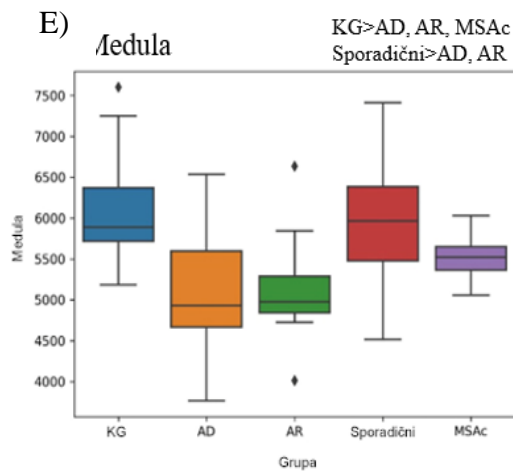 E)
Medula
KG>AD, AR, MSAc
Sporadični>AD, AR
7500
7000
6500
6000
5500
5000
4500
4000
Medula
KG
AD
AR
Sporadični
MSAc
Grupa